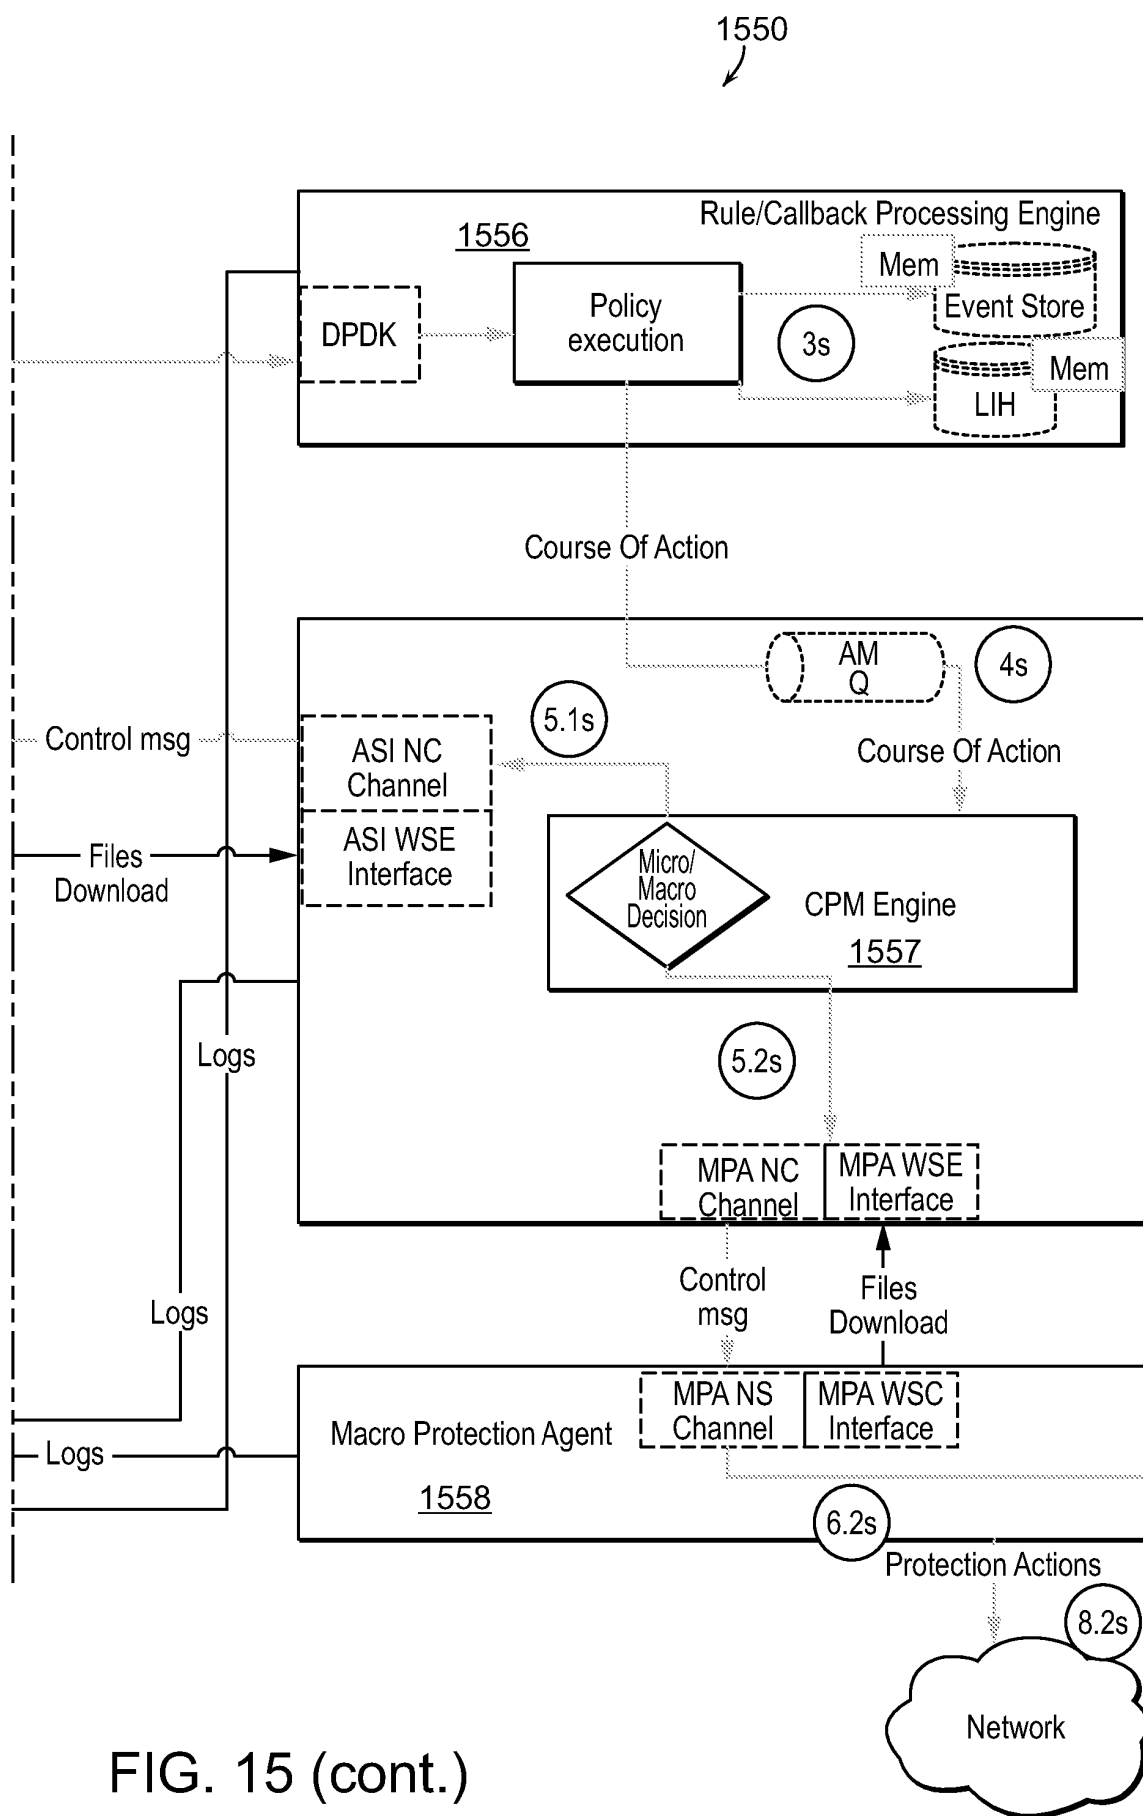 1550
Rule/Callback Processing Engine
1556
Mem
Event Store
DPDK
Policy
execution
3s
Mem
LIH
Course Of Action
AM
Q
4s
5.1s
Control msg
ASI NC
Channel
Course Of Action
Files
Download
ASI WSE
Interface
Micro/
Macro
Decision
CPM Engine
1557
Logs
5.2s
MPA NC
Channel
MPA WSE
Interface
Control
msg
Files
Download
Logs
MPA NS
Channel
MPA WSC
Interface
Macro Protection Agent
Logs
1558
6.2s
Protection Actions
8.2s
Network
FIG. 15 (cont.)